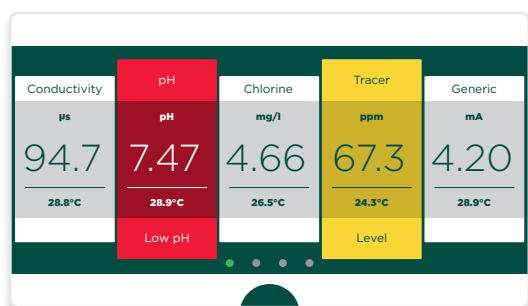 Conductivity
µs
94.7
28.8°C
pH
pH
7.47
28.9°C
Low pH
Chlorine
mg/l
4.66
26.5°C
Tracer
ppm
67.3
24.3°C
Level
Generic
mA
4.20
28.9°C